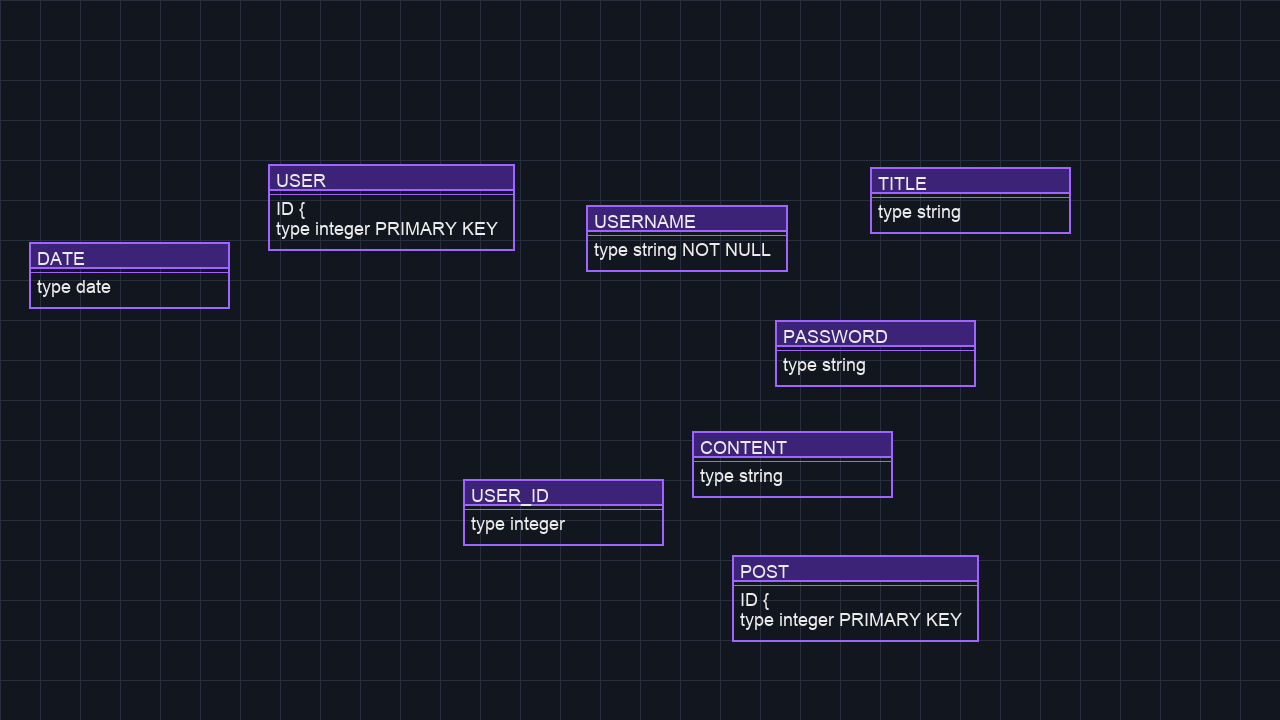 USER
ID {
type integer PRIMARY KEY
TITLE
type string
USERNAME
type string NOT NULL
DATE
type date
PASSWORD
type string
CONTENT
type string
USER_ID
type integer
POST
ID {
type integer PRIMARY KEY